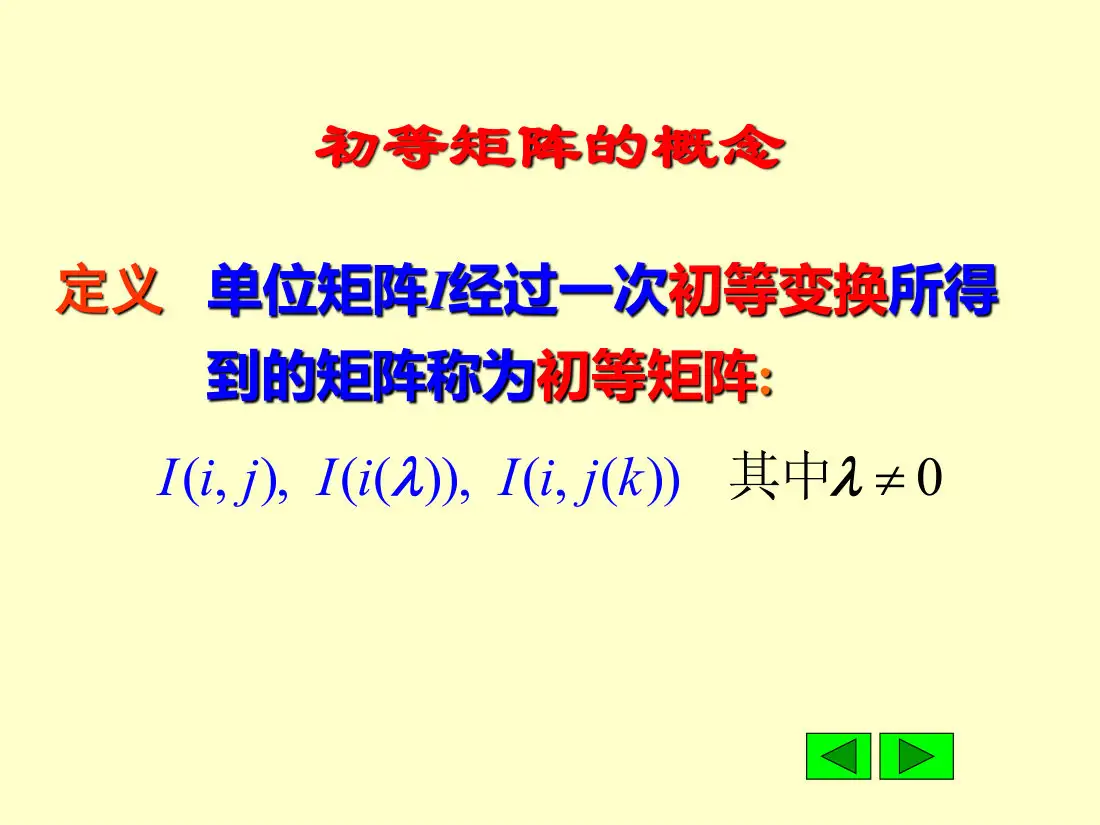 初等矩阵的概念
定义 单位矩阵I经过一次初等变换所得
到的矩阵称为初等矩阵:
I(i, j), I(i(λ)), I(i, j(k)) 其中λ ≠ 0